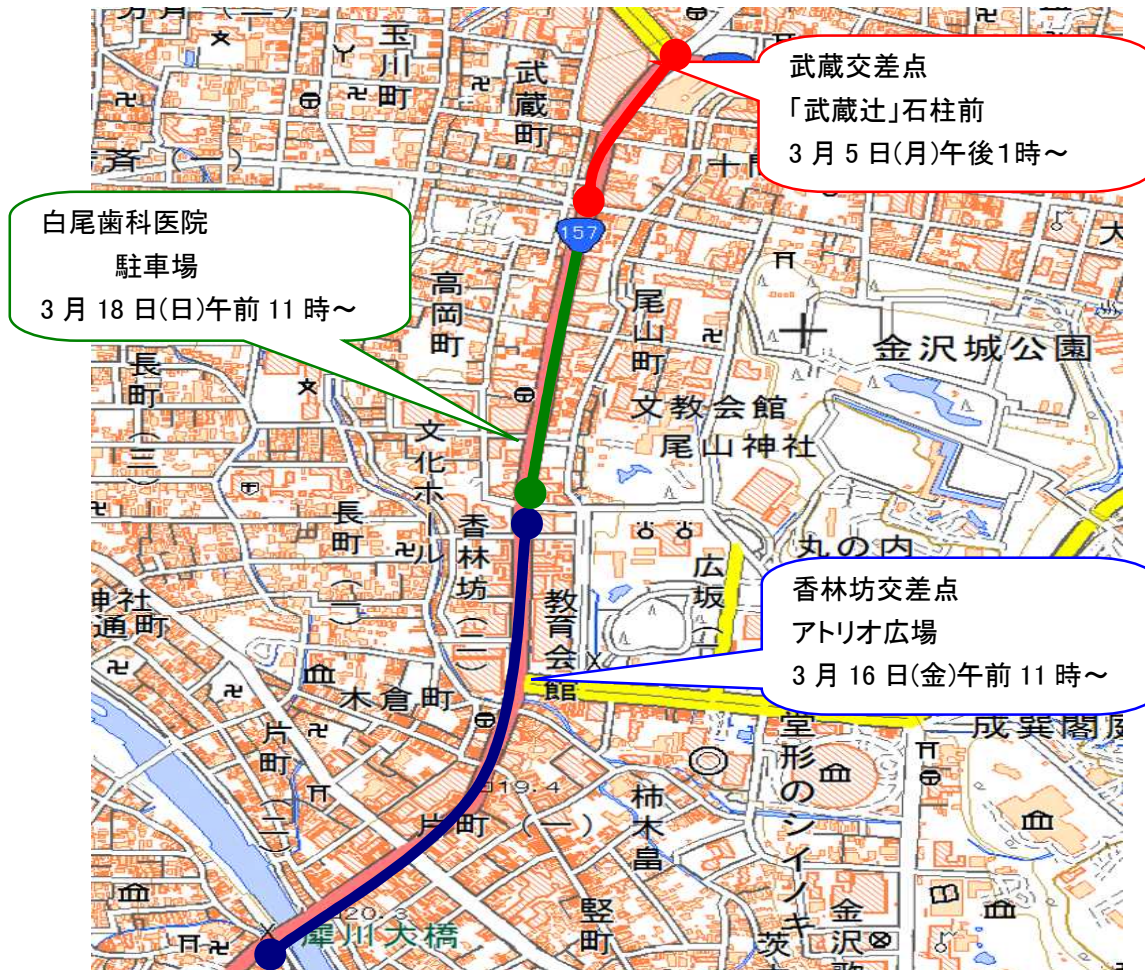 武蔵交差点
「武蔵辻」石柱前
3月5日(月)午後1時～
白尾歯科医院
駐車場
3月18日(日)午前11時～
香林坊交差点
アトリオ広場
3月16日(金)午前11時～
玉川町
武蔵町
157
高岡町
尾山町
金沢城公園
文教会館
尾山神社
長町(三)
文化ホール
長町(二)
香林坊(二)
広坂(二)
丸の内
教育会館
神社
通町
木倉町
片町(二)
19.4
片町(一)
柿木畠
堂形のシイノキ
成巽閣庭
20.3
犀川大橋
竪町
金沢歌